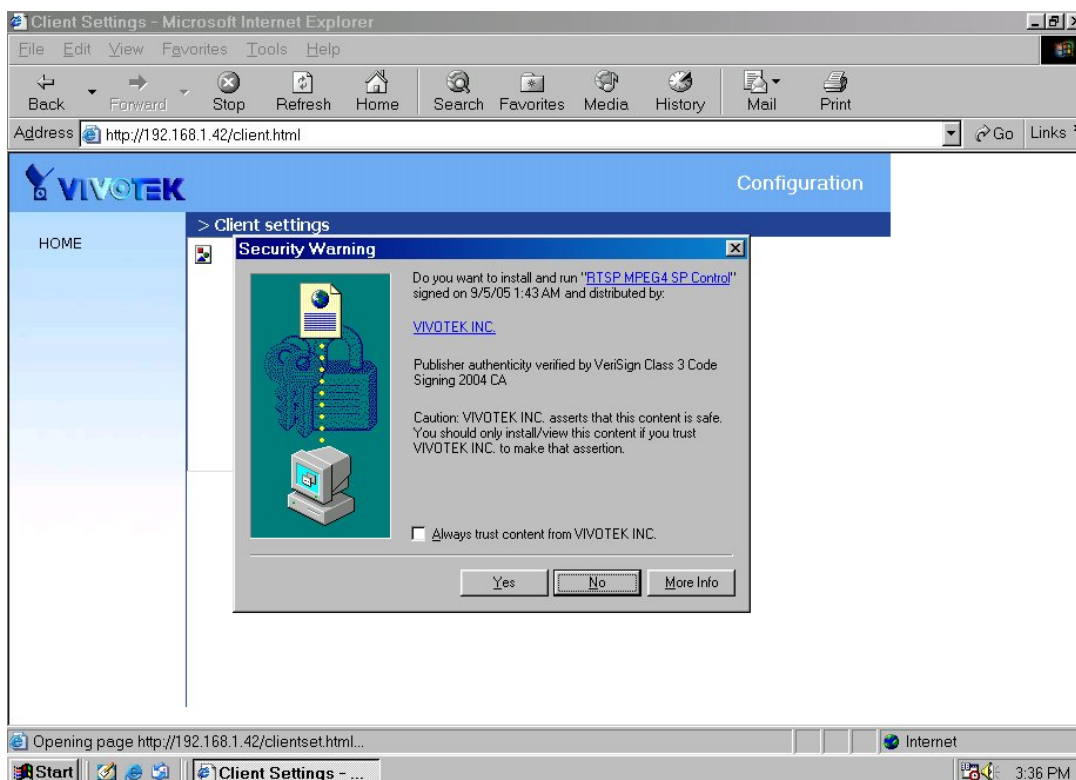 Client Settings - Microsoft Internet Explorer
File Edit View Favorites Tools Help
Back Forward Stop Refresh Home Search Favorites Media History Mail Print
Address http://192.168.1.42/client.html Go Links
VIVOTEK
Configuration
> Client settings
HOME
Security Warning
Do you want to install and run "RTSP MPEG4 SP Control"
signed on 9/5/05 1:43 AM and distributed by:
VIVOTEK INC.
Publisher authenticity verified by VeriSign Class 3 Code
Signing 2004 CA
Caution: VIVOTEK INC. asserts that this content is safe.
You should only install/view this content if you trust
VIVOTEK INC. to make that assertion.
Always trust content from VIVOTEK INC.
Yes No More Info
Opening page http://192.168.1.42/clientset.html... Internet
Start Client Settings - ... 3:36 PM